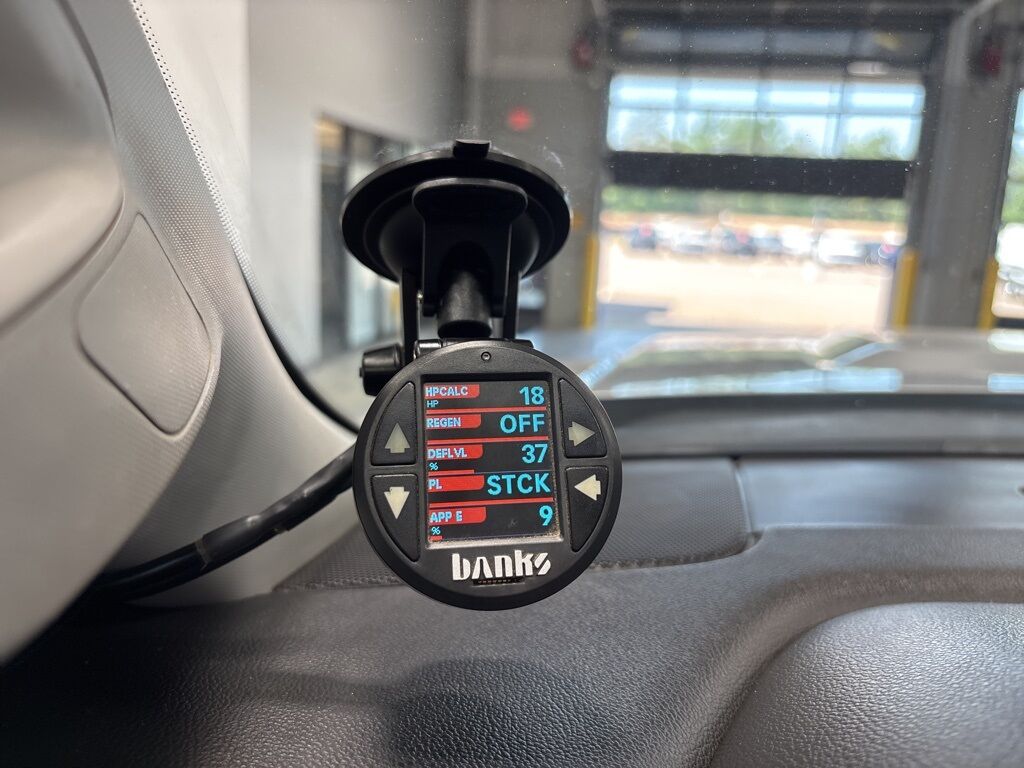 HPCALC 18
HP
REGEN OFF
DEFLVL 37
%
PL STCK
APP E 9
%
banks